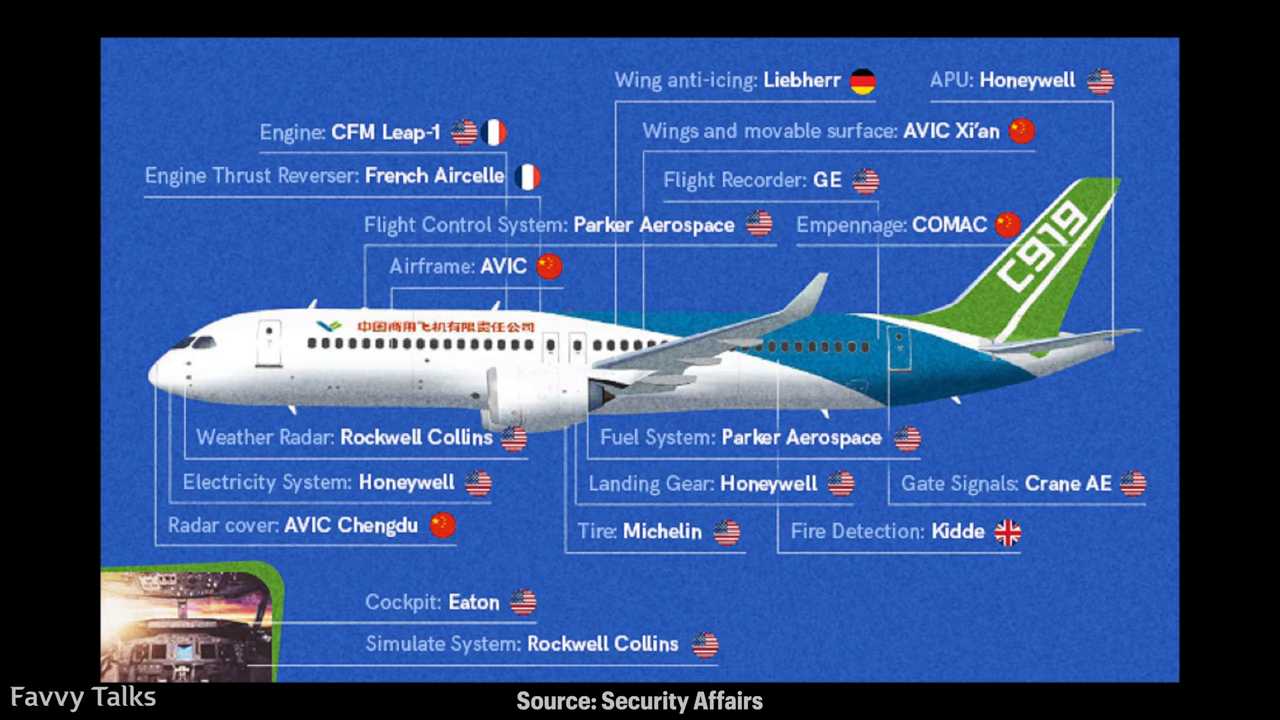 Wing anti-icing: Liebherr
APU: Honeywell
Engine: CFM Leap-1
Wings and movable surface: AVIC Xi'an
Engine Thrust Reverser: French Aircelle
Flight Recorder: GE
Flight Control System: Parker Aerospace
Empennage: COMAC
Airframe: AVIC
C919
中国商用飞机有限责任公司
Weather Radar: Rockwell Collins
Fuel System: Parker Aerospace
Electricity System: Honeywell
Landing Gear: Honeywell
Gate Signals: Crane AE
Radar cover: AVIC Chengdu
Tire: Michelin
Fire Detection: Kidde
Cockpit: Eaton
Simulate System: Rockwell Collins
Favvy Talks
Source: Security Affairs